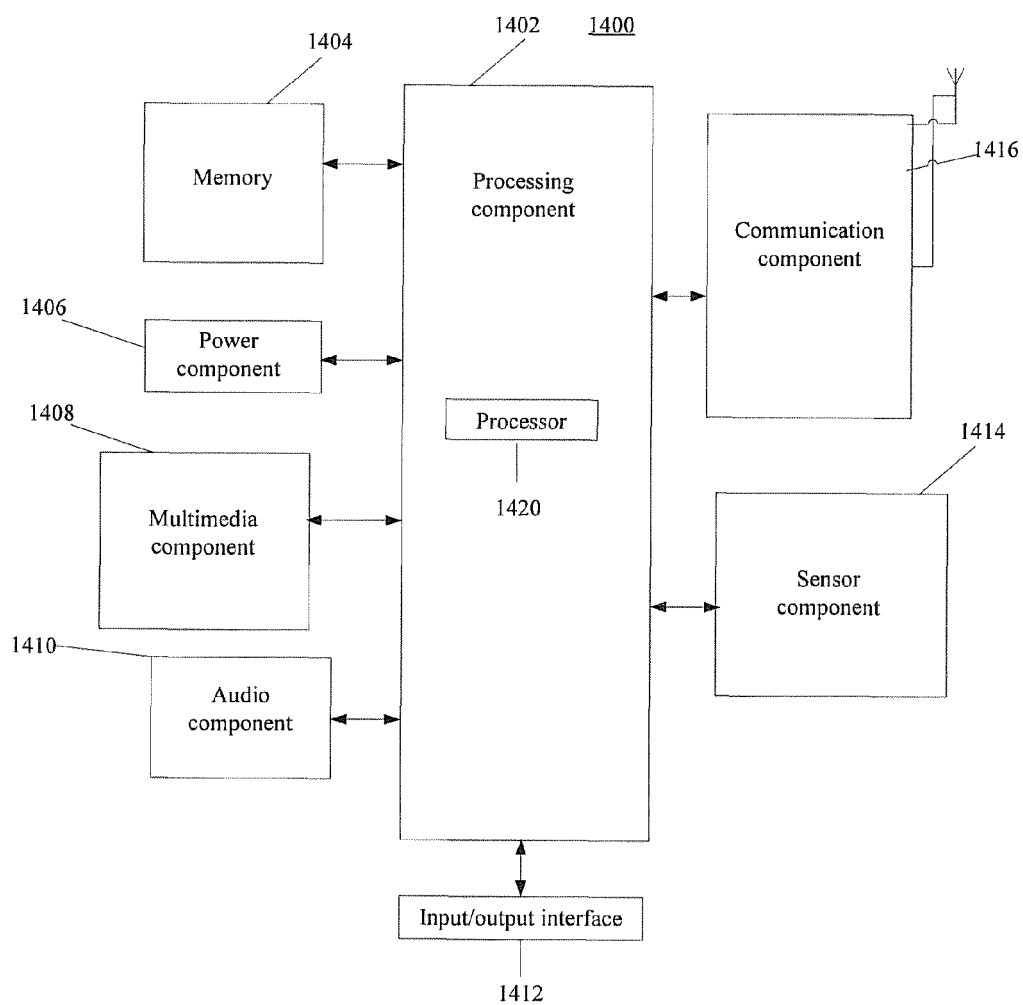 1402
1400
1404
Memory
Processing
component
1416
Communication
component
1406
Power
component
1408
Processor
1414
1420
Multimedia
component
Sensor
component
1410
Audio
component
Input/output interface
1412